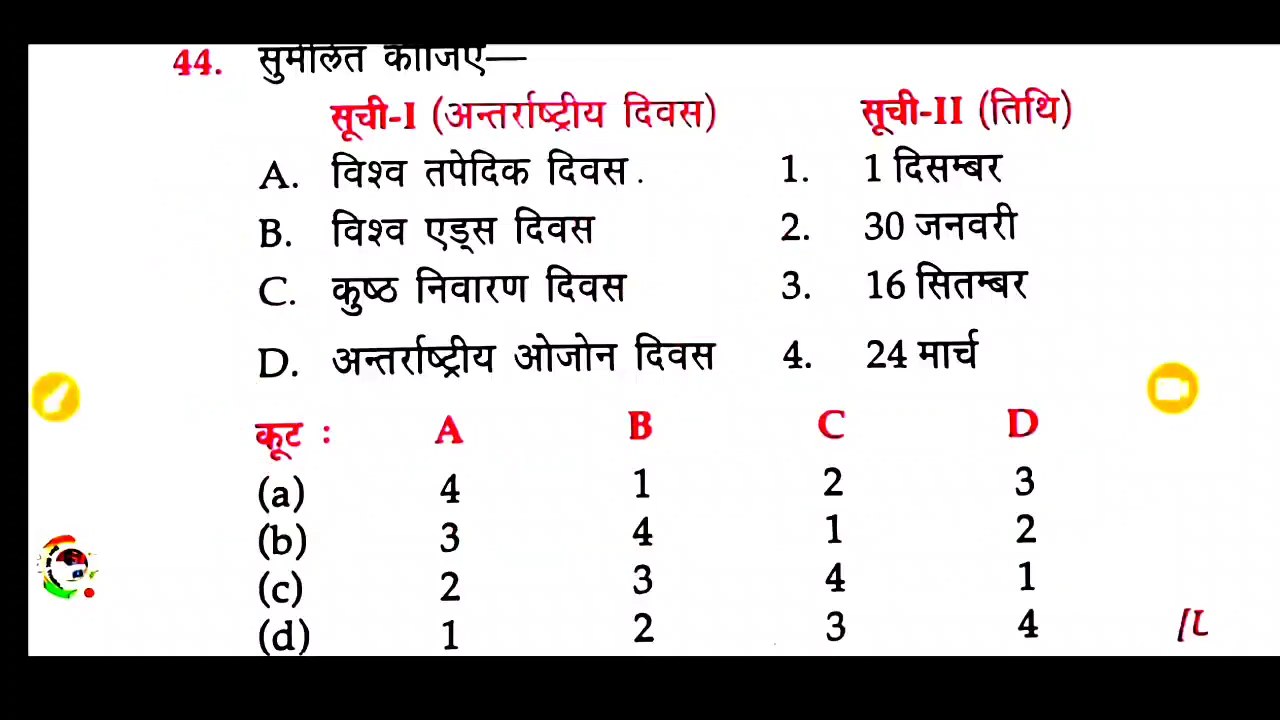 44. सुमेलित कीजिए—
सूची-I (अन्तर्राष्ट्रीय दिवस) सूची-II (तिथि)
A. विश्व तपेदिक दिवस. 1. 1 दिसम्बर
B. विश्व एड्स दिवस 2. 30 जनवरी
C. कुष्ठ निवारण दिवस 3. 16 सितम्बर
D. अन्तर्राष्ट्रीय ओजोन दिवस 4. 24 मार्च
कूट : A B C D
(a) 4 1 2 3
(b) 3 4 1 2
(c) 2 3 4 1
(d) 1 2 3 4